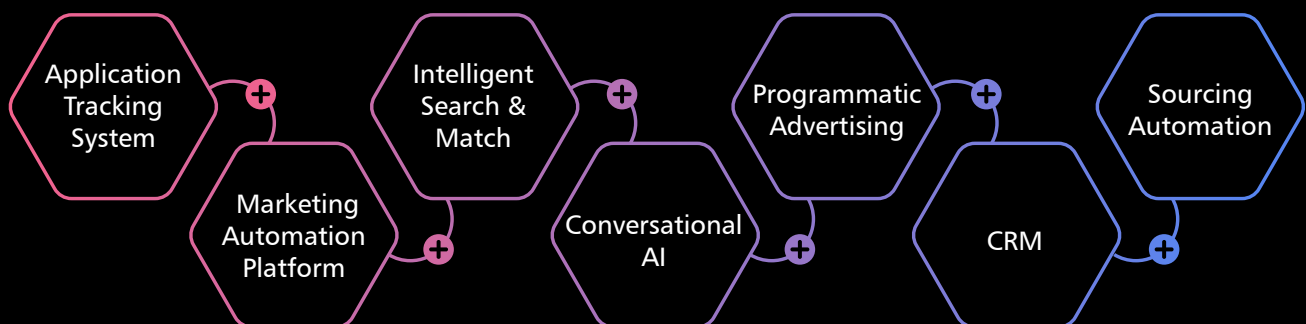 Application
Tracking
System
Marketing
Automation
Platform
Intelligent
Search &
Match
Conversational
AI
Programmatic
Advertising
CRM
Sourcing
Automation